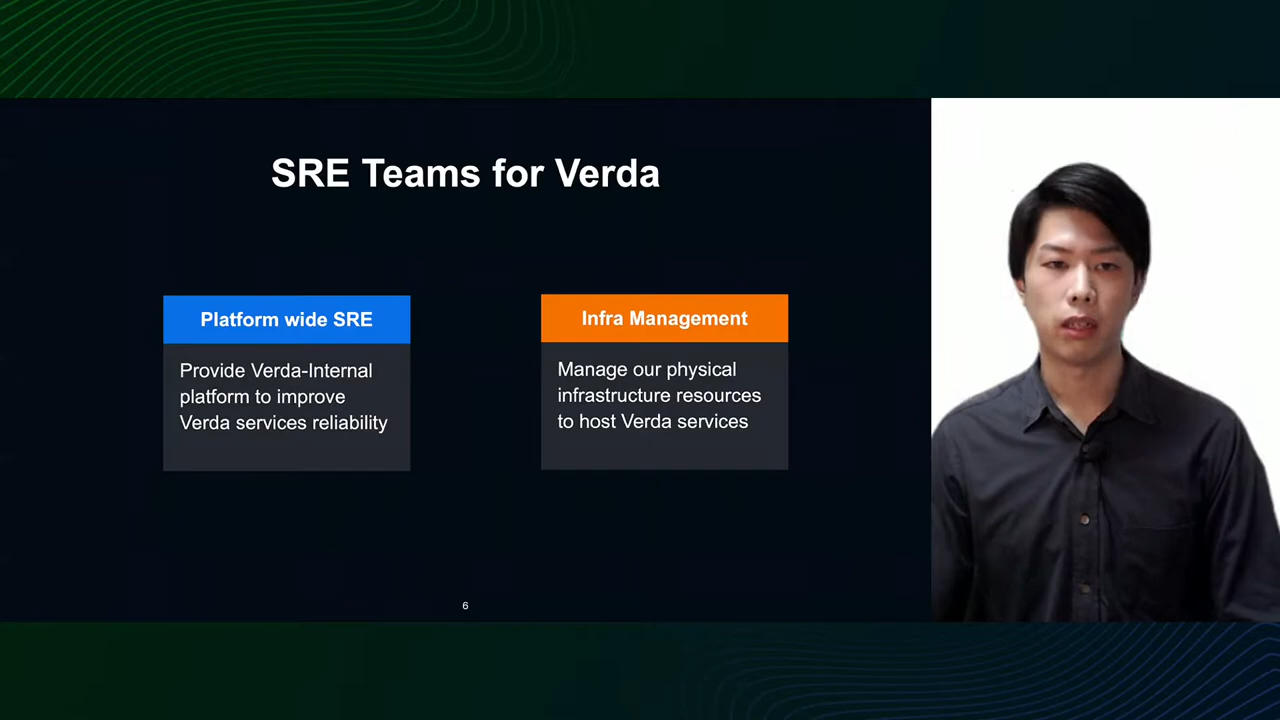 SRE Teams for Verda
Platform wide SRE
Provide Verda-Internal
platform to improve
Verda services reliability
Infra Management
Manage our physical
infrastructure resources
to host Verda services
6